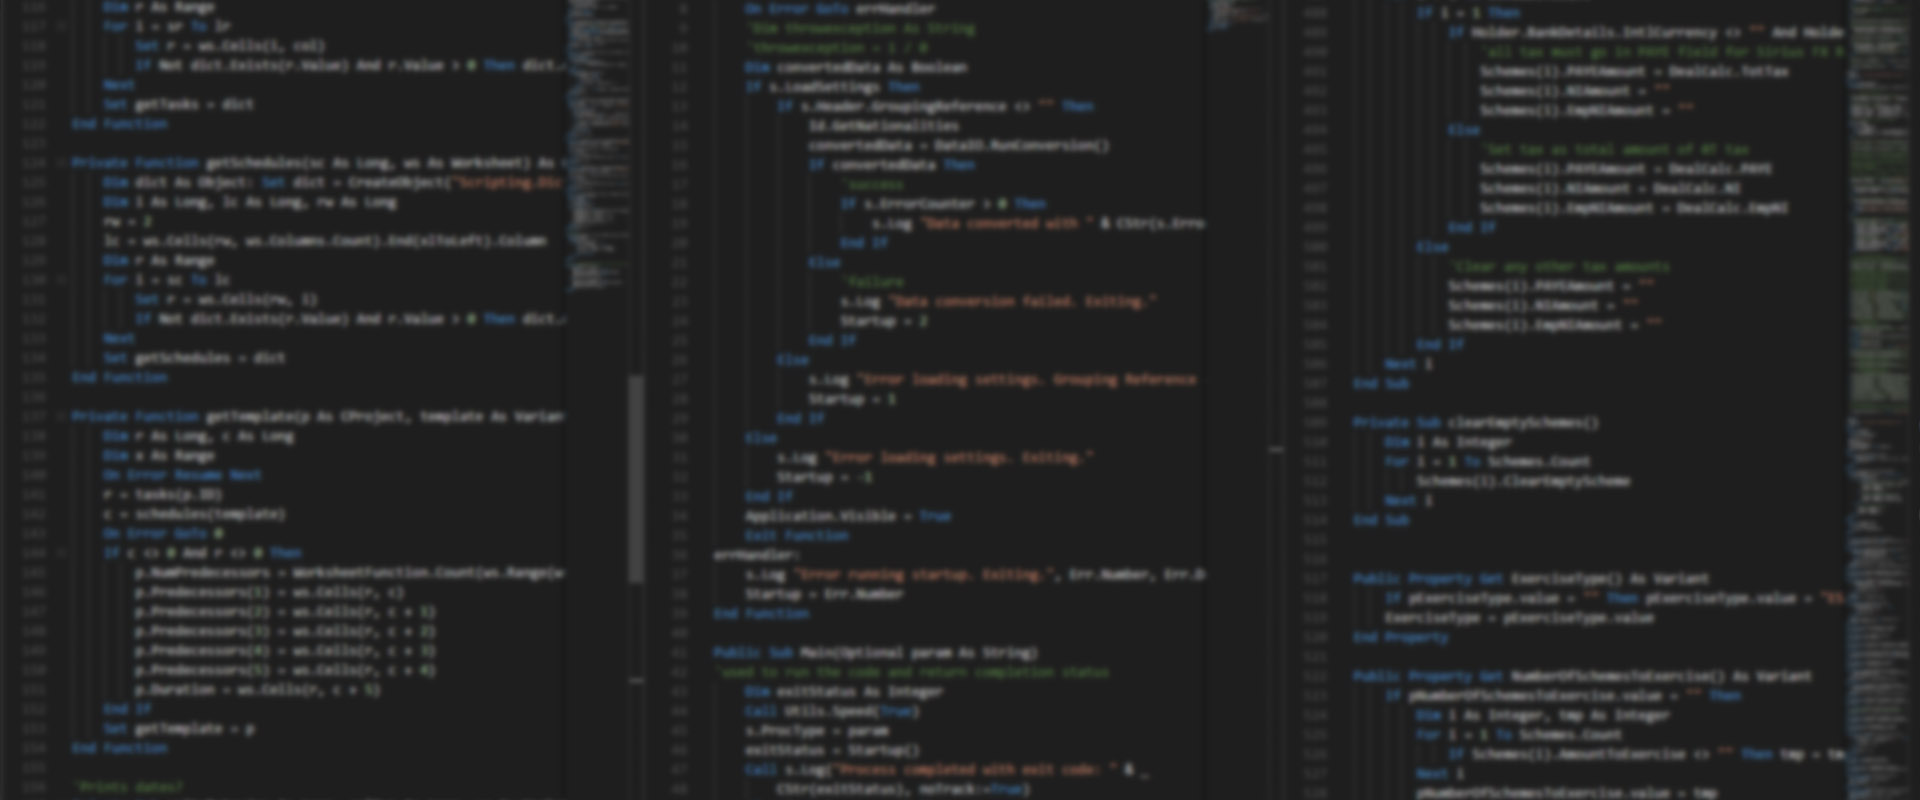 Dim r As Range
For i = sr To lr
Set r = ws.Cells(i, col)
If Not dict.Exists(r.Value) And r.Value > 0 Then dict.
Next
Set getTasks = dict
End Function
Private Function getSchedules(sc As Long, ws As Worksheet) As
Dim dict As Object: Set dict = CreateObject("Scripting.Dic
Dim i As Long, lc As Long, rw As Long
rw = 2
lc = ws.Cells(rw, ws.Columns.Count).End(xlToLeft).Column
Dim r As Range
For i = sc To lc
Set r = ws.Cells(rw, i)
If Not dict.Exists(r.Value) And r.Value > 0 Then dict.
Next
Set getSchedules = dict
End Function
Private Function getTemplate(p As CProject, template As Varian
Dim r As Long, c As Long
Dim x As Range
On Error Resume Next
r = tasks(p.ID)
c = schedules(template)
On Error GoTo 0
If c <> 0 And r <> 0 Then
p.NumPredecessors = WorksheetFunction.Count(ws.Range(w
p.Predecessors(1) = ws.Cells(r, c)
p.Predecessors(2) = ws.Cells(r, c + 1)
p.Predecessors(3) = ws.Cells(r, c + 2)
p.Predecessors(4) = ws.Cells(r, c + 3)
p.Predecessors(5) = ws.Cells(r, c + 4)
p.Duration = ws.Cells(r, c + 5)
End If
Set getTemplate = p
End Function
'Prints dates?
On Error GoTo errHandler
'Dim throwexception As String
'throwexception = 1 / 0
Dim convertedData As Boolean
If s.LoadSettings Then
If s.Header.GroupingReference <> "" Then
Id.GetNationalities
convertedData = DataIO.RunConversion()
If convertedData Then
'success
If s.ErrorCounter > 0 Then
s.Log "Data converted with " & CStr(s.Erro
End If
Else
'failure
s.Log "Data conversion failed. Exiting."
Startup = 2
End If
Else
s.Log "Error loading settings. Grouping Reference
Startup = 1
End If
Else
s.Log "Error loading settings. Exiting."
Startup = -1
End If
Application.Visible = True
Exit Function
errHandler:
s.Log "Error running startup. Exiting.", Err.Number, Err.D
Startup = Err.Number
End Function
Public Sub Main(Optional param As String)
'used to run the code and return completion status
Dim exitStatus As Integer
Call Utils.Speed(True)
s.ProcType = param
exitStatus = Startup()
Call s.Log("Process completed with exit code: " & _
CStr(exitStatus), noTrack:=True)
If i = 1 Then
If Holder.BankDetails.IntlCurrency <> "" And Holde
'all tax must go in PAYE field for Sirius FX
Schemes(i).PAYEAmount = DealCalc.TotTax
Schemes(i).NIAmount = ""
Schemes(i).EmpNIAmount = ""
Else
'Set tax as total amount of
Schemes(i).PAYEAmount = DealCalc.PAYE
Schemes(i).NIAmount = DealCalc.NI
Schemes(i).EmpNIAmount = DealCalc.EmpNI
End If
Else
'Clear any other tax amounts
Schemes(i).PAYEAmount = ""
Schemes(i).NIAmount = ""
Schemes(i).EmpNIAmount = ""
End If
Next i
End Sub
Private Sub clearEmptySchemes()
Dim i As Integer
For i = 1 To Schemes.Count
Schemes(i).ClearEmptyScheme
Next i
End Sub
Public Property Get ExerciseType() As Variant
If pExerciseType.value = "" Then pExerciseType.value =
ExerciseType = pExerciseType.value
End Property
Public Property Get NumberOfSchemesToExercise() As Variant
If pNumberOfSchemesToExercise.value = "" Then
Dim i As Integer, tmp As Integer
For i = 1 To Schemes.Count
If Schemes(i).AmountToExercise <> "" Then tmp = tm
Next i
pNumberOfSchemesToExercise.value = tmp